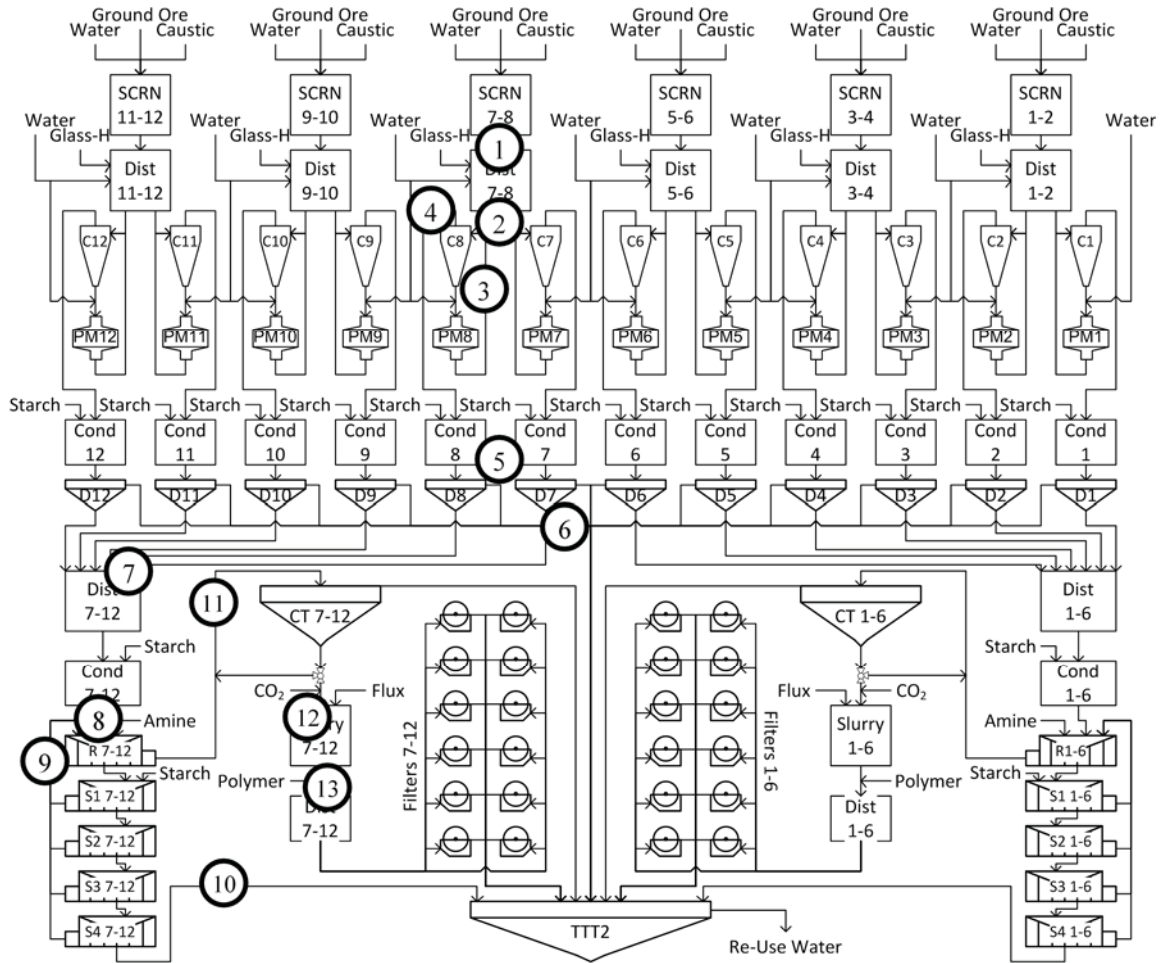 Ground Ore Ground Ore Ground Ore Ground Ore Ground Ore Ground Ore
Water Caustic Water Caustic Water Caustic Water Caustic Water Caustic Water Caustic
SCRN SCRN SCRN SCRN SCRN SCRN
11-12 9-10 7-8 5-6 3-4 1-2
Water Water Water Water Water Water Water
Glass-H Glass-H Glass-H Glass-H Glass-H Glass-H
1
Dist Dist Dist Dist Dist Dist
11-12 9-10 7-8 5-6 3-4 1-2
4 2
C12 C11 C10 C9 C8 C7 C6 C5 C4 C3 C2 C1
3
PM12 PM11 PM10 PM9 PM8 PM7 PM6 PM5 PM4 PM3 PM2 PM1
Starch Starch Starch Starch Starch Starch Starch Starch Starch Starch Starch Starch
Cond Cond Cond Cond Cond Cond Cond Cond Cond Cond Cond Cond
12 11 10 9 8 7 6 5 4 3 2 1
5
D12 D11 D10 D9 D8 D7 D6 D5 D4 D3 D2 D1
6
7
Dist Dist
7-12 1-6
11
CT 7-12 CT 1-6
Starch Starch
Cond Cond
7-12 1-6
CO2 Flux Flux CO2
8 Amine 12 Amine
Slurry
7-12 1-6
9
R 7-12 R1-6
Filters 7-12 Filters 1-6
Starch Polymer 13 Polymer Starch
S1 7-12 S1 1-6
Dist Dist
7-12 1-6
S2 7-12 S2 1-6
S3 7-12 10 S3 1-6
S4 7-12 S4 1-6
TTT2
Re-Use Water